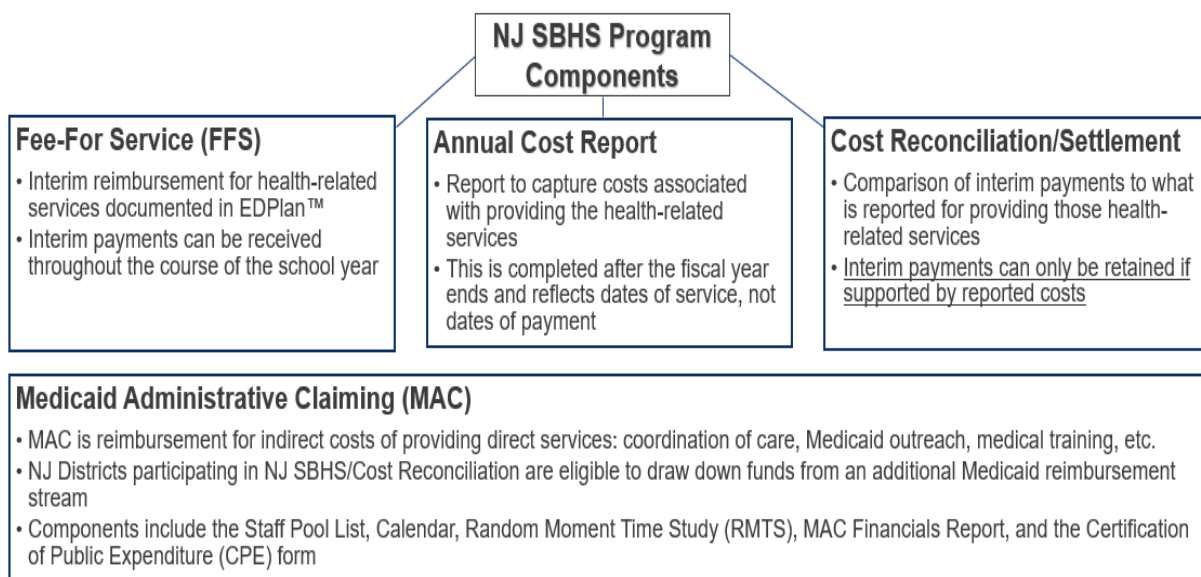 NJ SBHS Program
Components
Fee-For Service (FFS)
• Interim reimbursement for health-related
services documented in EDPlan™
• Interim payments can be received
throughout the course of the school year
Annual Cost Report
• Report to capture costs associated
with providing the health-related
services
• This is completed after the fiscal year
ends and reflects dates of service, not
dates of payment
Cost Reconciliation/Settlement
• Comparison of interim payments to what
is reported for providing those health-
related services
• Interim payments can only be retained if
supported by reported costs
Medicaid Administrative Claiming (MAC)
• MAC is reimbursement for indirect costs of providing direct services: coordination of care, Medicaid outreach, medical training, etc.
• NJ Districts participating in NJ SBHS/Cost Reconciliation are eligible to draw down funds from an additional Medicaid reimbursement
stream
• Components include the Staff Pool List, Calendar, Random Moment Time Study (RMTS), MAC Financials Report, and the Certification
of Public Expenditure (CPE) form